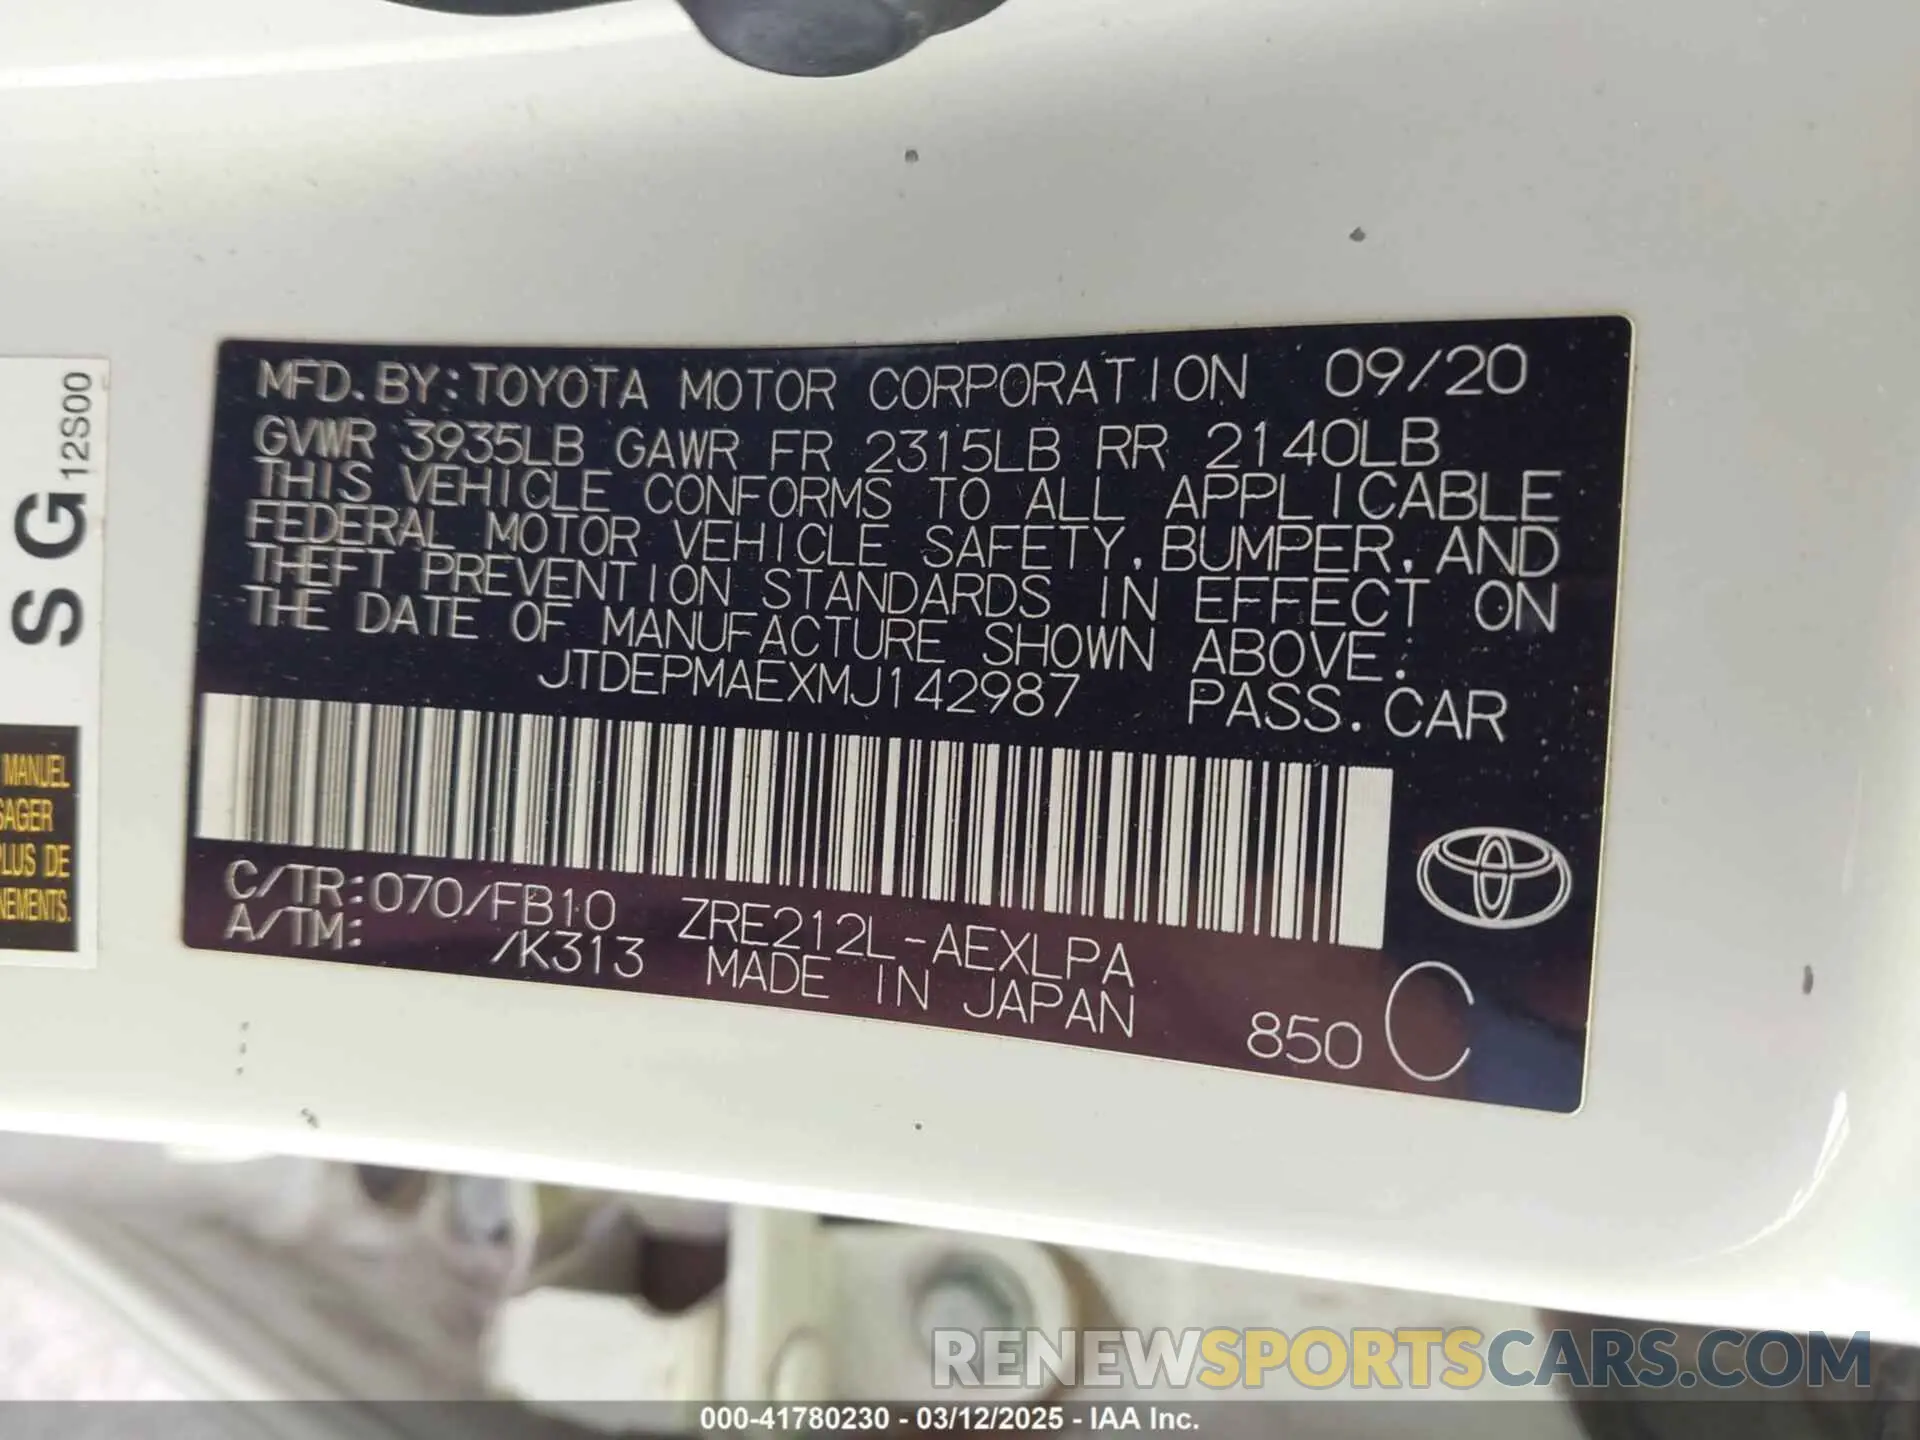 MFD. BY: TOYOTA MOTOR CORPORATION 09/20
GVWR 3935LB GAWR FR 2315LB RR 2140LB
THIS VEHICLE CONFORMS TO ALL APPLICABLE
FEDERAL MOTOR VEHICLE SAFETY, BUMPER, AND
THEFT PREVENTION STANDARDS IN EFFECT ON
THE DATE OF MANUFACTURE SHOWN ABOVE.
JTDEPMAEXMJ142987 PASS. CAR
C/TR: 070/FB10 ZRE212L-AEXLPA
A/TM: /K313 MADE IN JAPAN
850 C
S G 12S00
MANUEL
PLUS DE
RENEWSPORTSCARS.COM
000-41780230 - 03/12/2025 - IAA Inc.